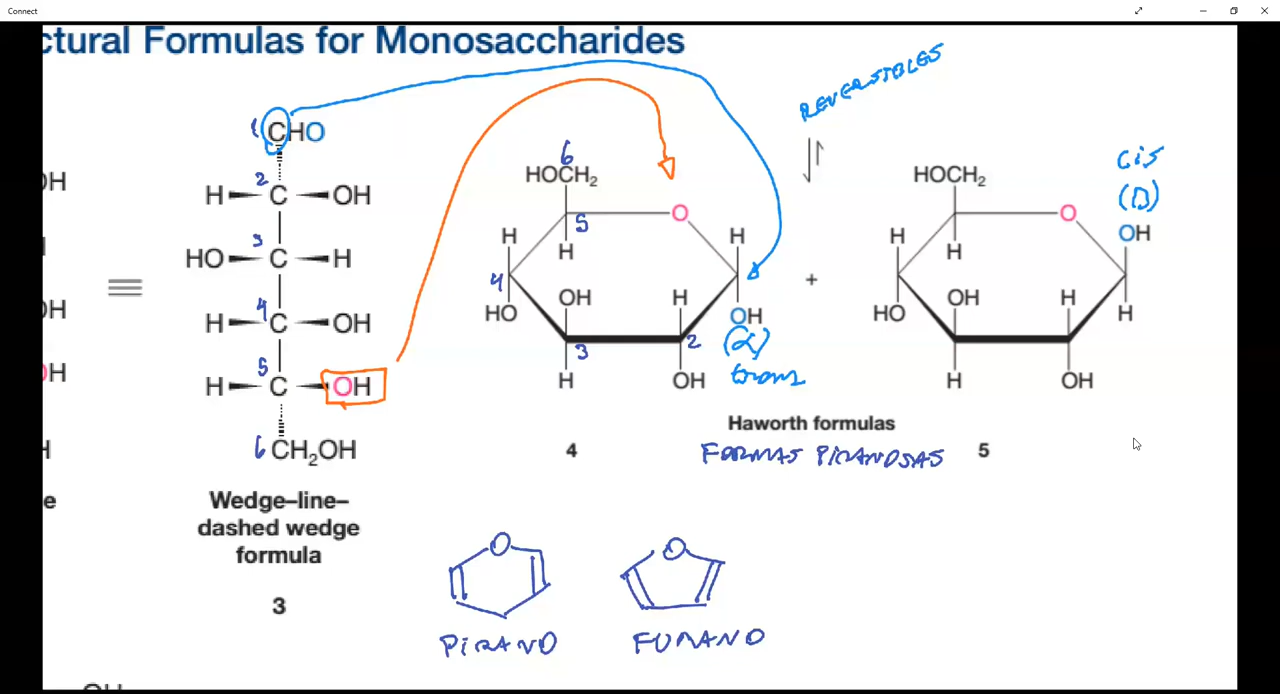 Connect
ctural Formulas for Monosaccharides
REVERSIBLES
1 CHO
2
H C OH
3
HO C H
4
H C OH
5
H C OH
6 CH2OH
OH
H
OH
OH
H
e
Wedge–line–
dashed wedge
formula
3
6
HOCH2
O
5
H
H
H
4
HO
OH
H
OH
(α)
trans
3
2
H
OH
4
+
cis
(β)
HOCH2
O
OH
H
H
HO
OH
H
H
H
OH
5
Haworth formulas
FORMAS PIRANOSAS
O
O
PIRANO
FURANO
OH